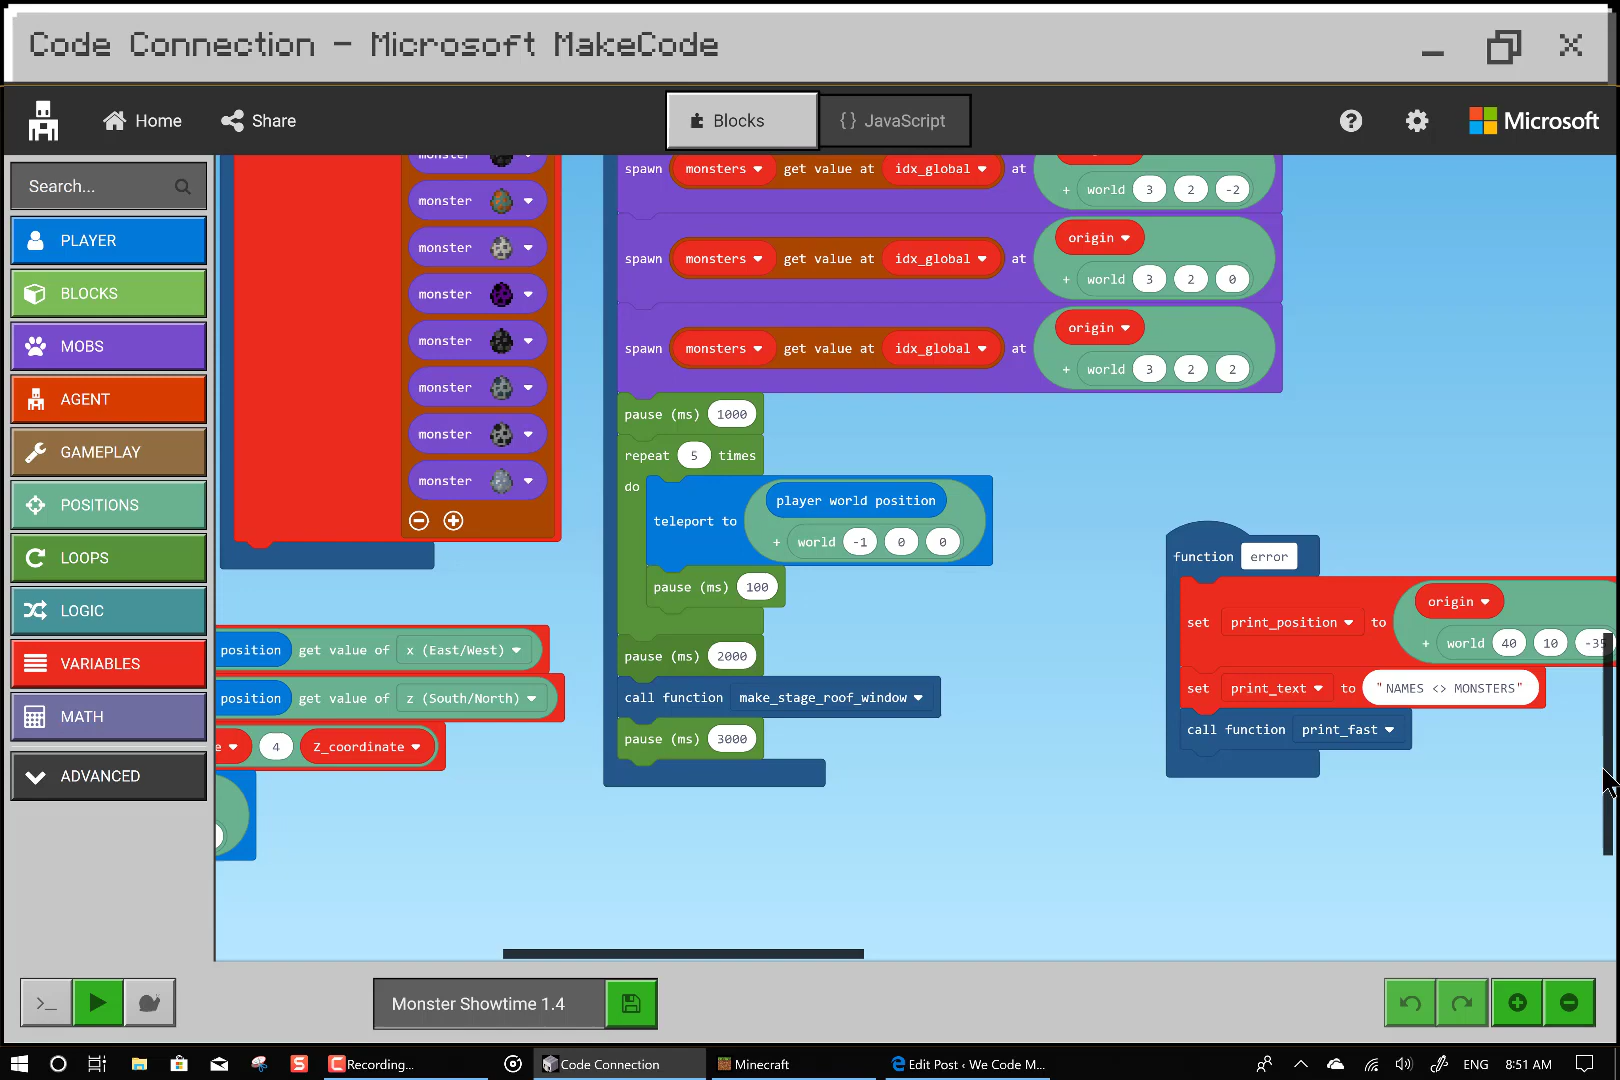 Code Connection - Microsoft MakeCode
Home
Share
Blocks
{} JavaScript
Microsoft
Search...
PLAYER
BLOCKS
MOBS
AGENT
GAMEPLAY
POSITIONS
LOOPS
LOGIC
VARIABLES
MATH
ADVANCED
monster
monster
monster
monster
monster
monster
monster
monster
position get value of x (East/West)
position get value of z (South/North)
4 Z_coordinate
spawn monsters get value at idx_global at
+ world 3 2 -2
origin
spawn monsters get value at idx_global at
+ world 3 2 0
origin
spawn monsters get value at idx_global at
+ world 3 2 2
pause (ms) 1000
repeat 5 times
do
player world position
teleport to
+ world -1 0 0
pause (ms) 100
pause (ms) 2000
call function make_stage_roof_window
pause (ms) 3000
function error
origin
set print_position to
+ world 40 10 -35
set print_text to "NAMES <> MONSTERS"
call function print_fast
Monster Showtime 1.4
Recording...
Code Connection
Minecraft
Edit Post ‹ We Code M...
ENG 8:51 AM